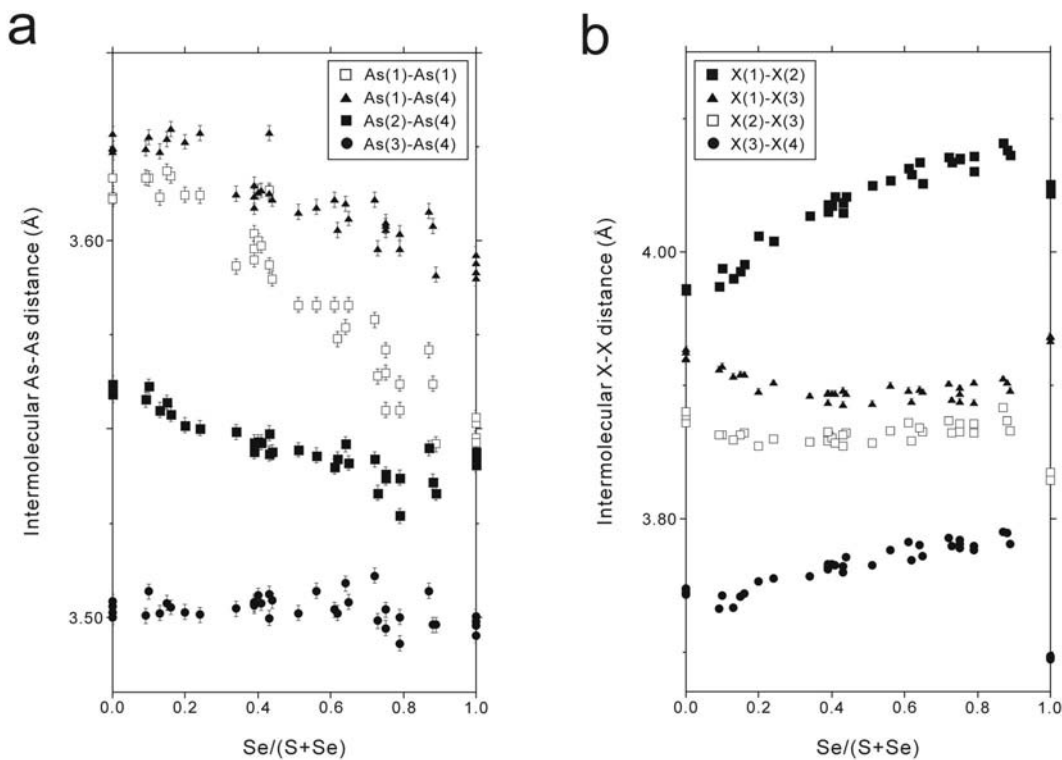 a
As(1)-As(1)
As(1)-As(4)
As(2)-As(4)
As(3)-As(4)
Intermolecular As-As distance (Å)
3.60
3.50
0.0 0.2 0.4 0.6 0.8 1.0
Se/(S+Se)
b
X(1)-X(2)
X(1)-X(3)
X(2)-X(3)
X(3)-X(4)
Intermolecular X-X distance (Å)
4.00
3.80
0.0 0.2 0.4 0.6 0.8 1.0
Se/(S+Se)